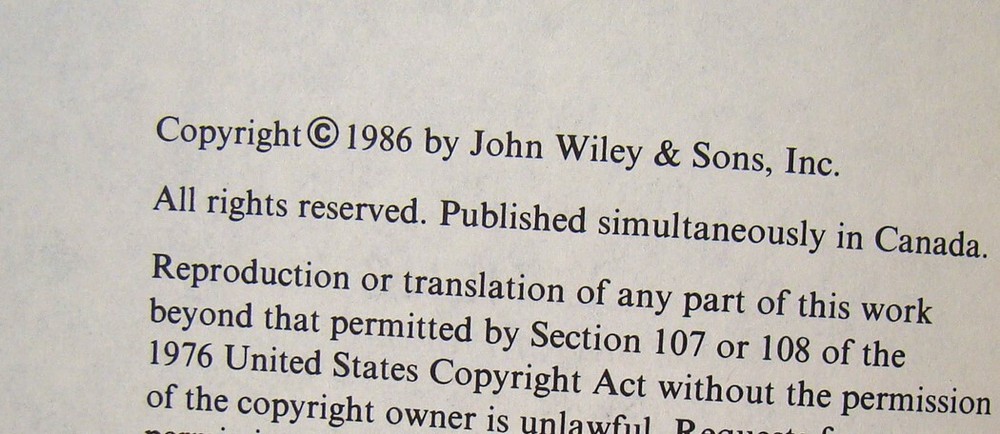 Copyright © 1986 by John Wiley & Sons, Inc.
All rights reserved. Published simultaneously in Canada.
Reproduction or translation of any part of this work
beyond that permitted by Section 107 or 108 of the
1976 United States Copyright Act without the permission
of the copyright owner is unlawful. Requests f